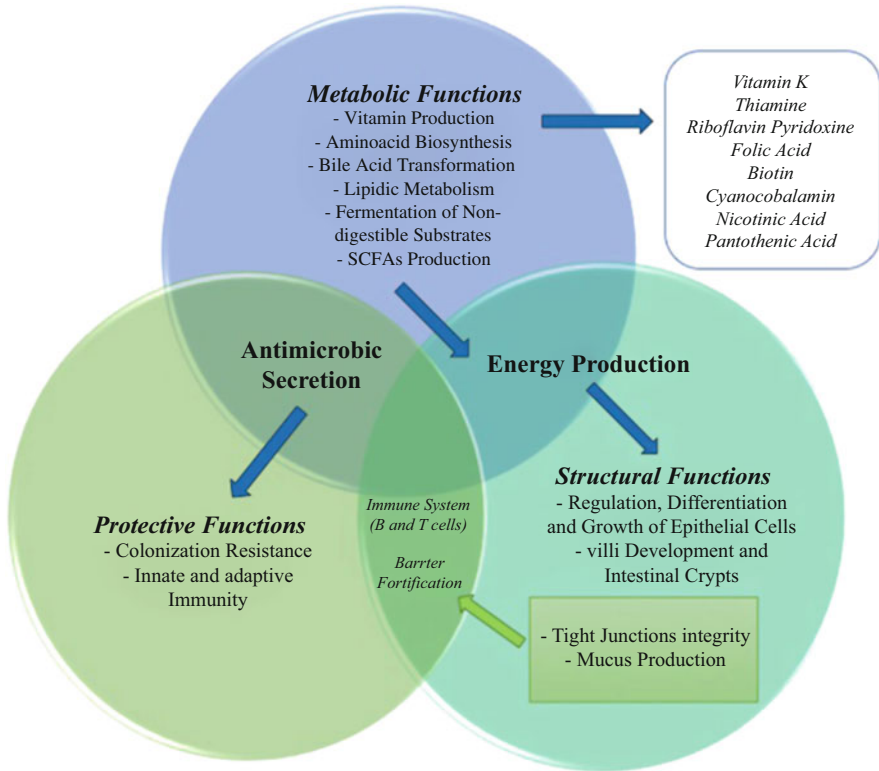 Metabolic Functions
- Vitamin Production
- Aminoacid Biosynthesis
- Bile Acid Transformation
- Lipidic Metabolism
- Fermentation of Non-
digestible Substrates
- SCFAs Production
Vitamin K
Thiamine
Riboflavin Pyridoxine
Folic Acid
Biotin
Cyanocobalamin
Nicotinic Acid
Pantothenic Acid
Antimicrobic
Secretion
Energy Production
Protective Functions
- Colonization Resistance
- Innate and adaptive
Immunity
Immune System
(B and T cells)
Barrter
Fortification
Structural Functions
- Regulation, Differentiation
and Growth of Epithelial Cells
- villi Development and
Intestinal Crypts
- Tight Junctions integrity
- Mucus Production